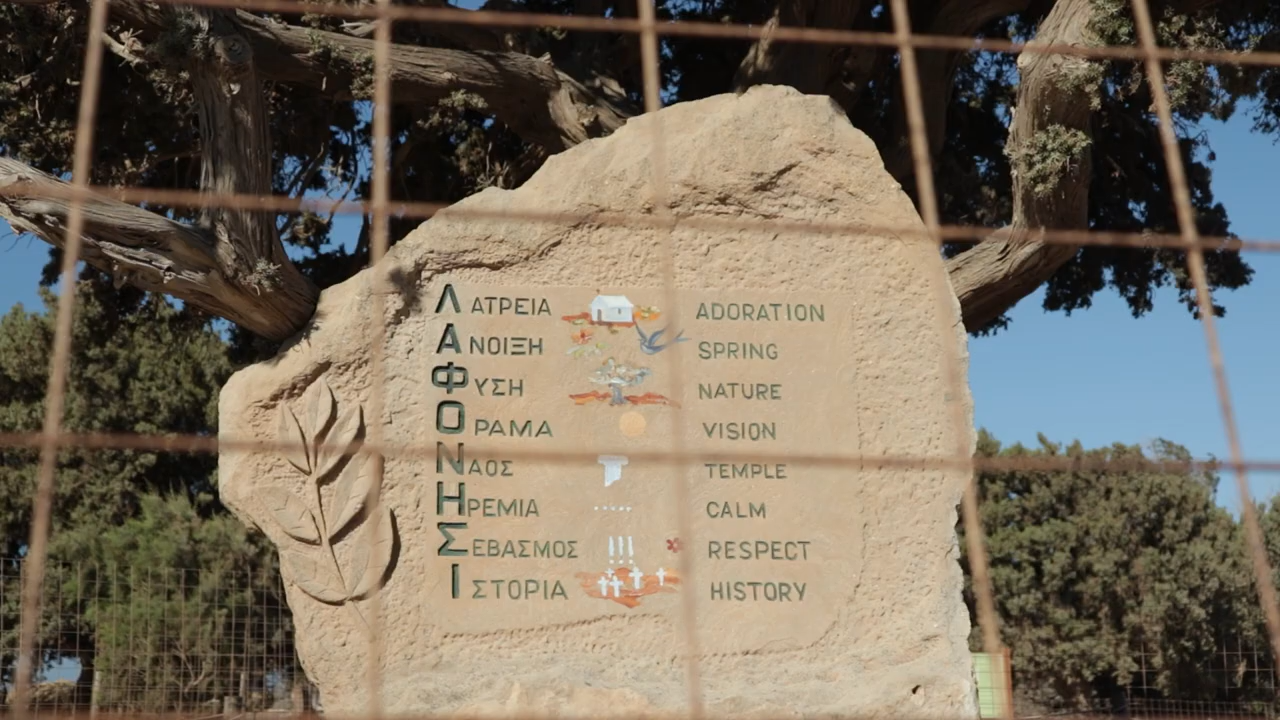 ΛΑΤΡΕΙΑ ADORATION
ΑΝΟΙΞΗ SPRING
ΦΥΣΗ NATURE
ΟΡΑΜΑ VISION
ΝΑΟΣ TEMPLE
ΗΡΕΜΙΑ CALM
ΣΕΒΑΣΜΟΣ RESPECT
ΙΣΤΟΡΙΑ HISTORY